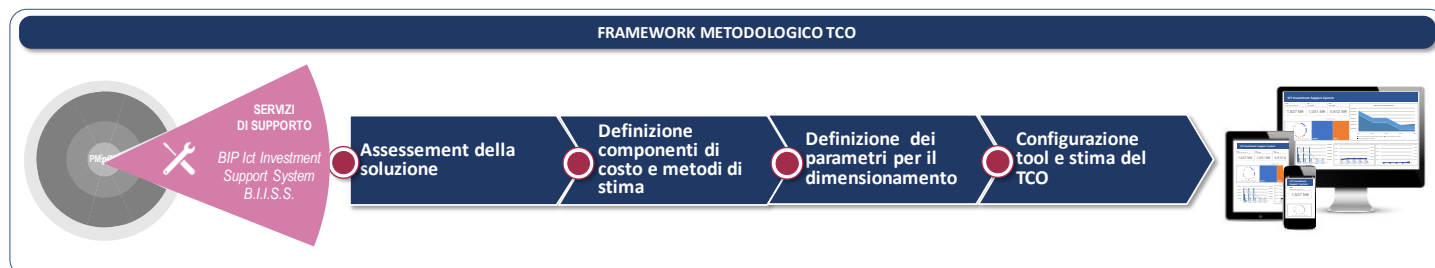 FRAMEWORK METODOLOGICO TCO
SERVIZI
DI SUPPORTO
BIP Ict Investment
Support System
B.I.I.S.S.
Assessement della
soluzione
Definizione
componenti di
costo e metodi di
stima
Definizione dei
parametri per il
dimensionamento
Configurazione
tool e stima del
TCO